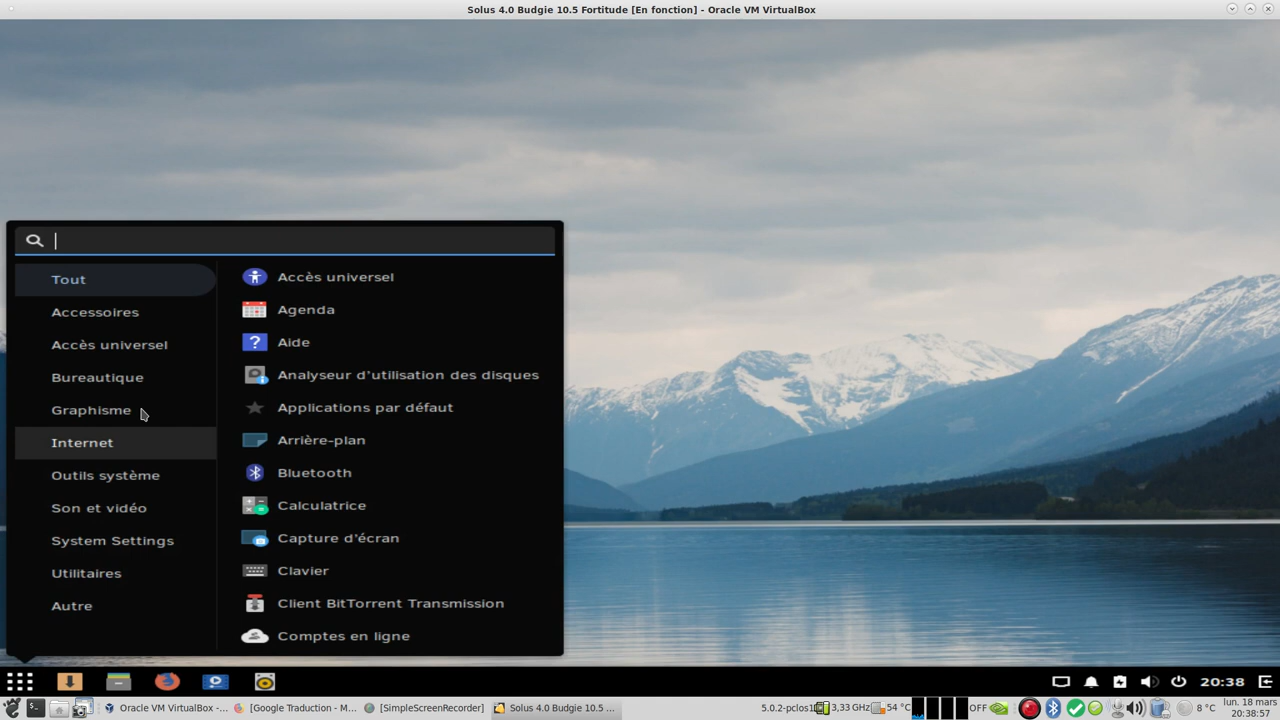 Solus 4.0 Budgie 10.5 Fortitude [En fonction] - Oracle VM VirtualBox
Tout
Accessoires
Accès universel
Bureautique
Graphisme
Internet
Outils système
Son et vidéo
System Settings
Utilitaires
Autre
Accès universel
Agenda
Aide
Analyseur d'utilisation des disques
Applications par défaut
Arrière-plan
Bluetooth
Calculatrice
Capture d'écran
Clavier
Client BitTorrent Transmission
Comptes en ligne
20:38
Oracle VM VirtualBox -...
[Google Traduction - M...
[SimpleScreenRecorder]
Solus 4.0 Budgie 10.5 ...
3,33 GHz
54 °C
OFF
8 °C
lun. 18 mars
20:38:57